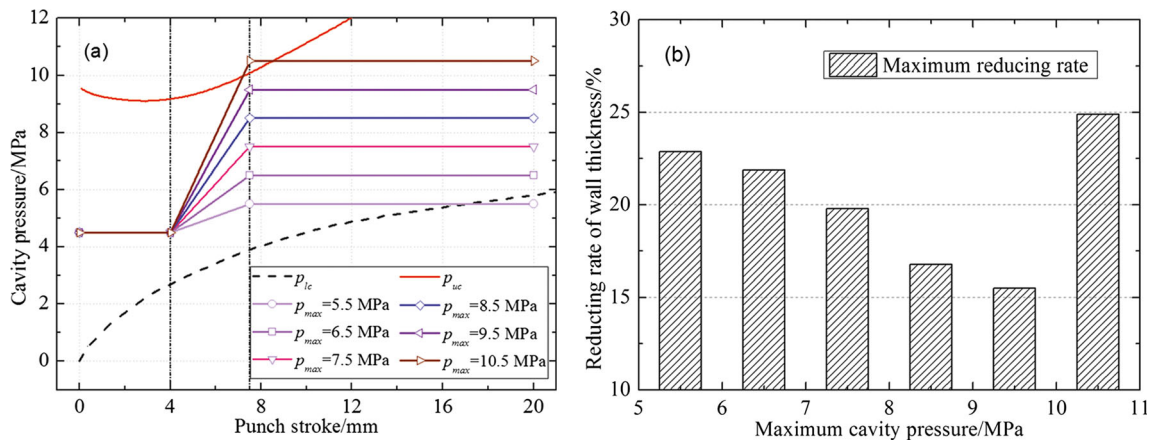 (a)
12
10
8
6
4
2
0
Cavity pressure/MPa
0 4 8 12 16 20
Punch stroke/mm
p_lc p_uc
p_max=5.5 MPa p_max=8.5 MPa
p_max=6.5 MPa p_max=9.5 MPa
p_max=7.5 MPa p_max=10.5 MPa
(b)
Maximum reducing rate
30
25
20
15
10
Reducting rate of wall thickness/%
5 6 7 8 9 10 11
Maximum cavity pressure/MPa